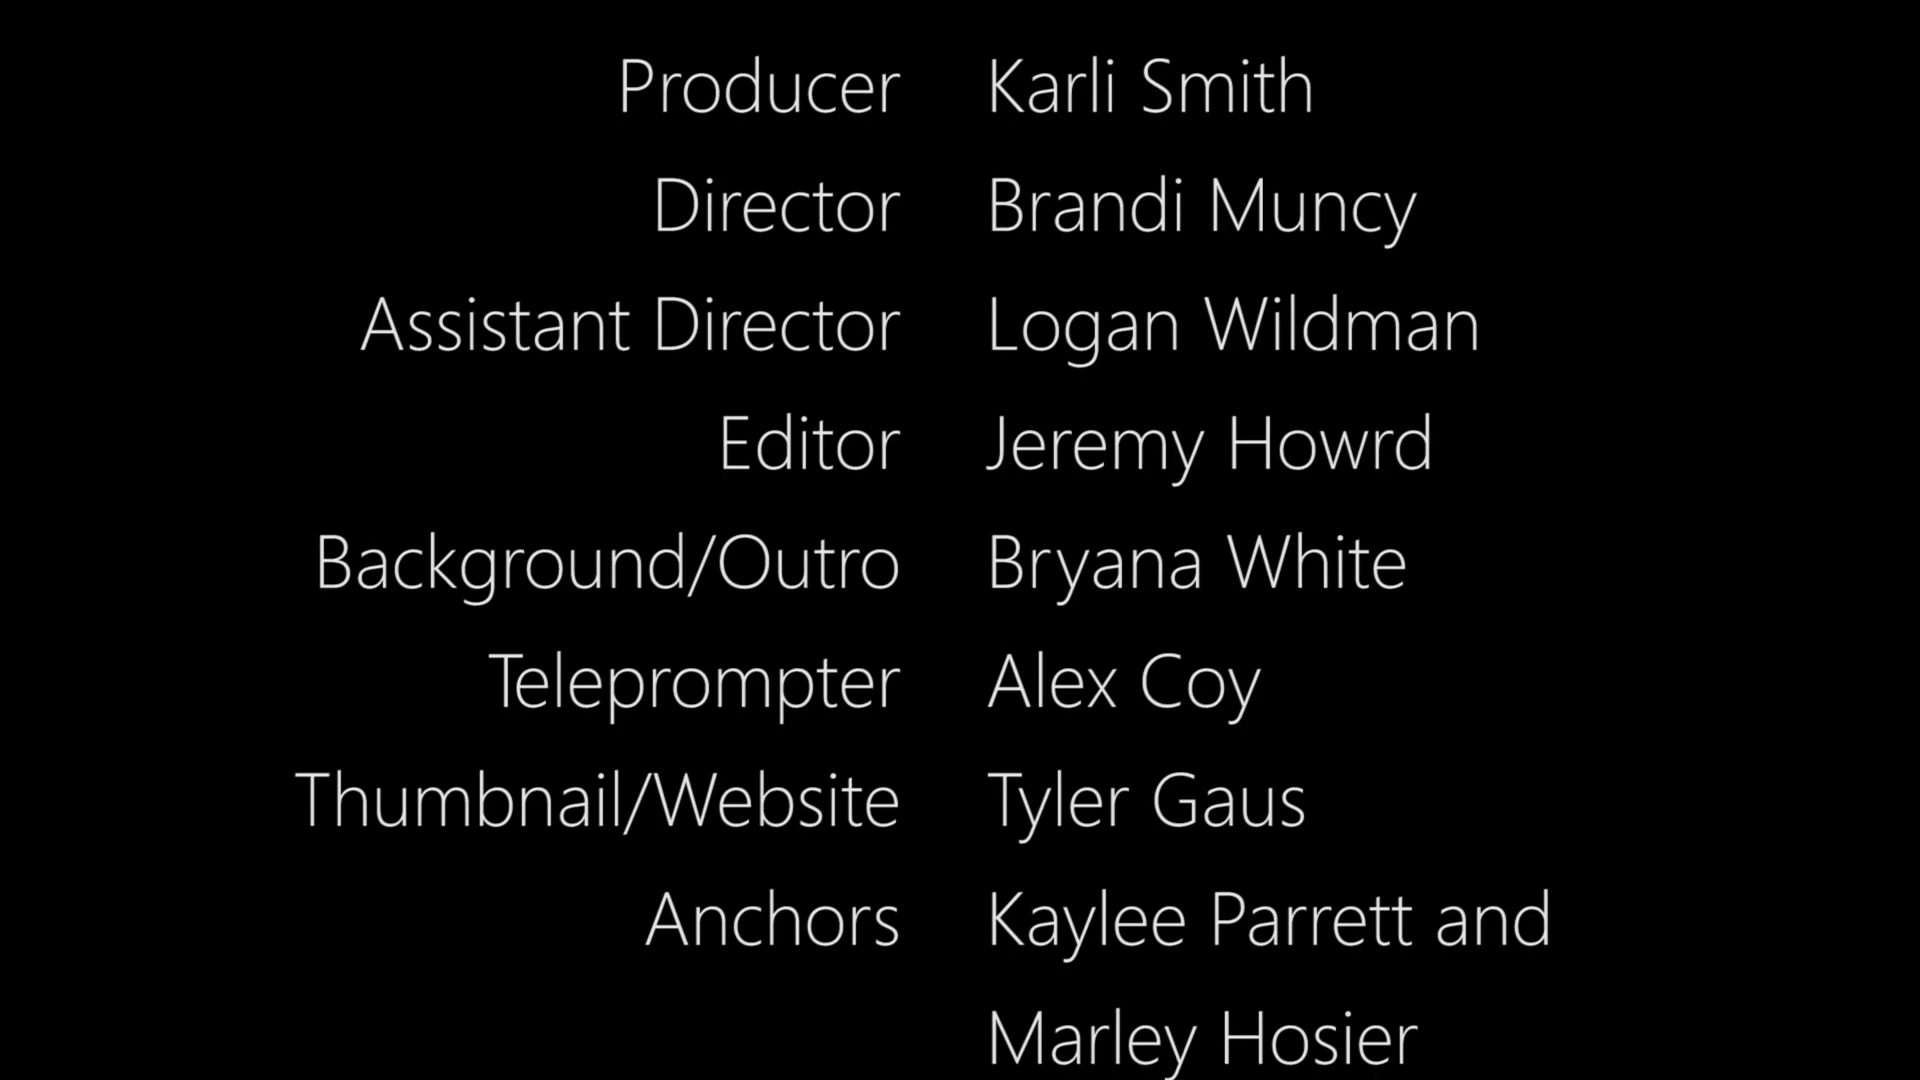 Producer Karli Smith
Director Brandi Muncy
Assistant Director Logan Wildman
Editor Jeremy Howrd
Background/Outro Bryana White
Teleprompter Alex Coy
Thumbnail/Website Tyler Gaus
Anchors Kaylee Parrett and
Marley Hosier